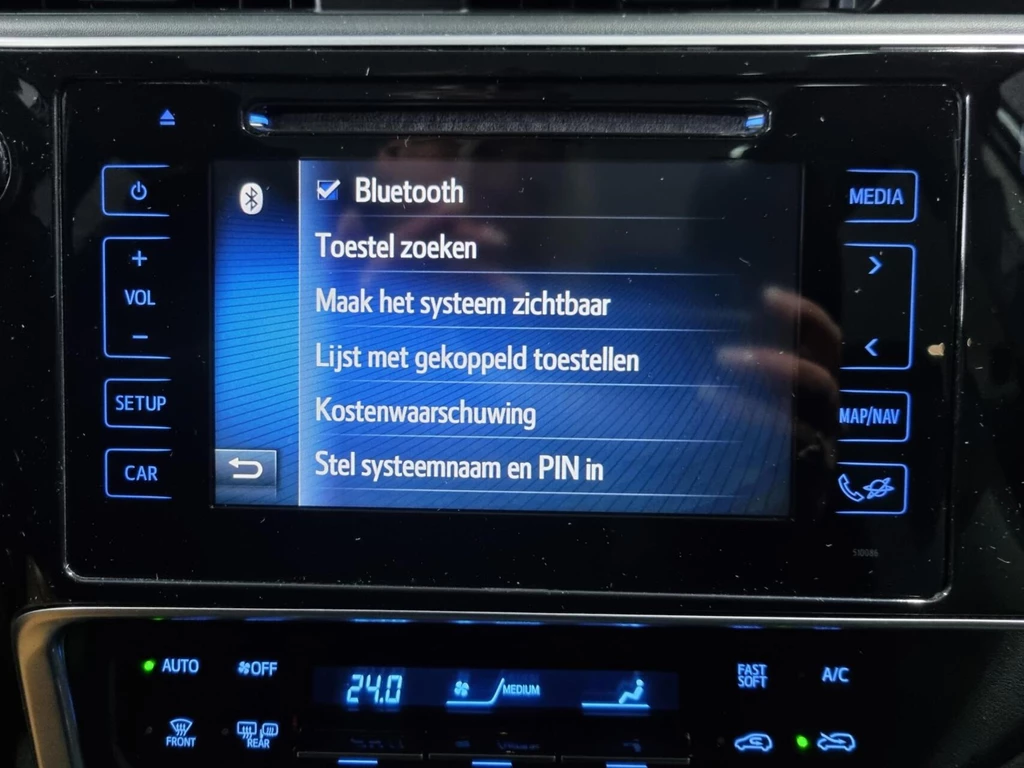 Bluetooth
MEDIA
Toestel zoeken
+
VOL
-
Maak het systeem zichtbaar
Lijst met gekoppeld toestellen
SETUP
Kostenwaarschuwing
MAP/NAV
CAR
Stel systeemnaam en PIN in
510086
AUTO
OFF
24.0
MEDIUM
FAST
SOFT
A/C
FRONT
REAR